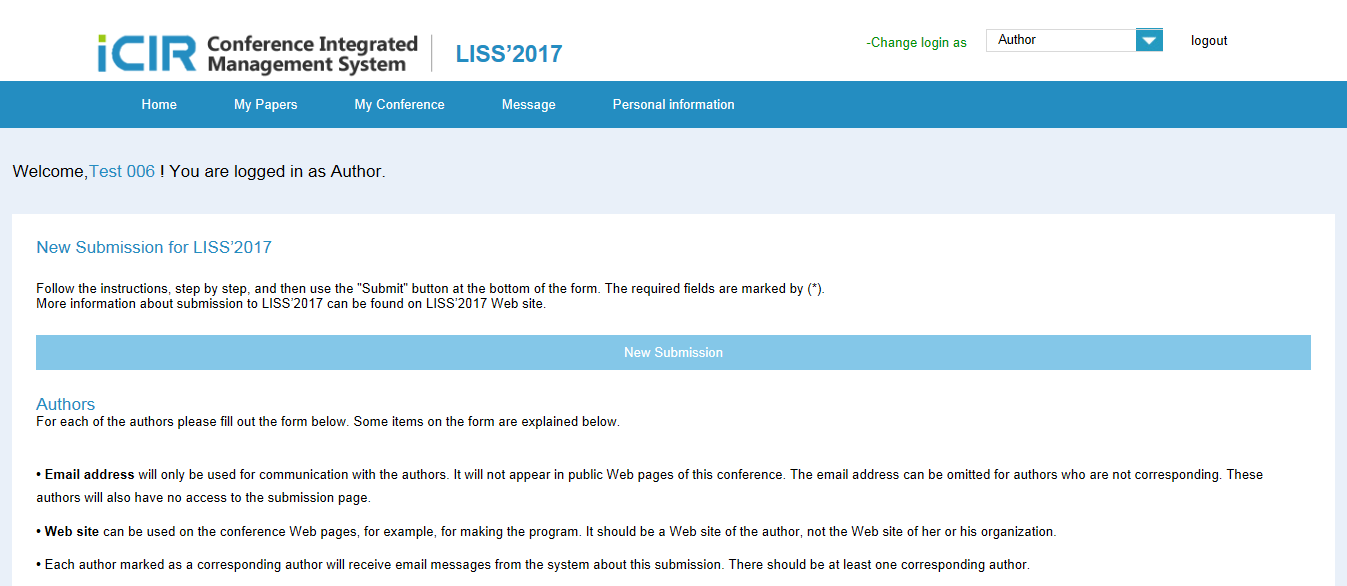 iCIR Conference Integrated
Management System
LISS'2017
-Change login as
Author
logout
Home
My Papers
My Conference
Message
Personal information
Welcome,Test 006 ! You are logged in as Author.
New Submission for LISS'2017
Follow the instructions, step by step, and then use the "Submit" button at the bottom of the form. The required fields are marked by (*).
More information about submission to LISS'2017 can be found on LISS'2017 Web site.
New Submission
Authors
For each of the authors please fill out the form below. Some items on the form are explained below.
• Email address will only be used for communication with the authors. It will not appear in public Web pages of this conference. The email address can be omitted for authors who are not corresponding. These
authors will also have no access to the submission page.
• Web site can be used on the conference Web pages, for example, for making the program. It should be a Web site of the author, not the Web site of her or his organization.
• Each author marked as a corresponding author will receive email messages from the system about this submission. There should be at least one corresponding author.